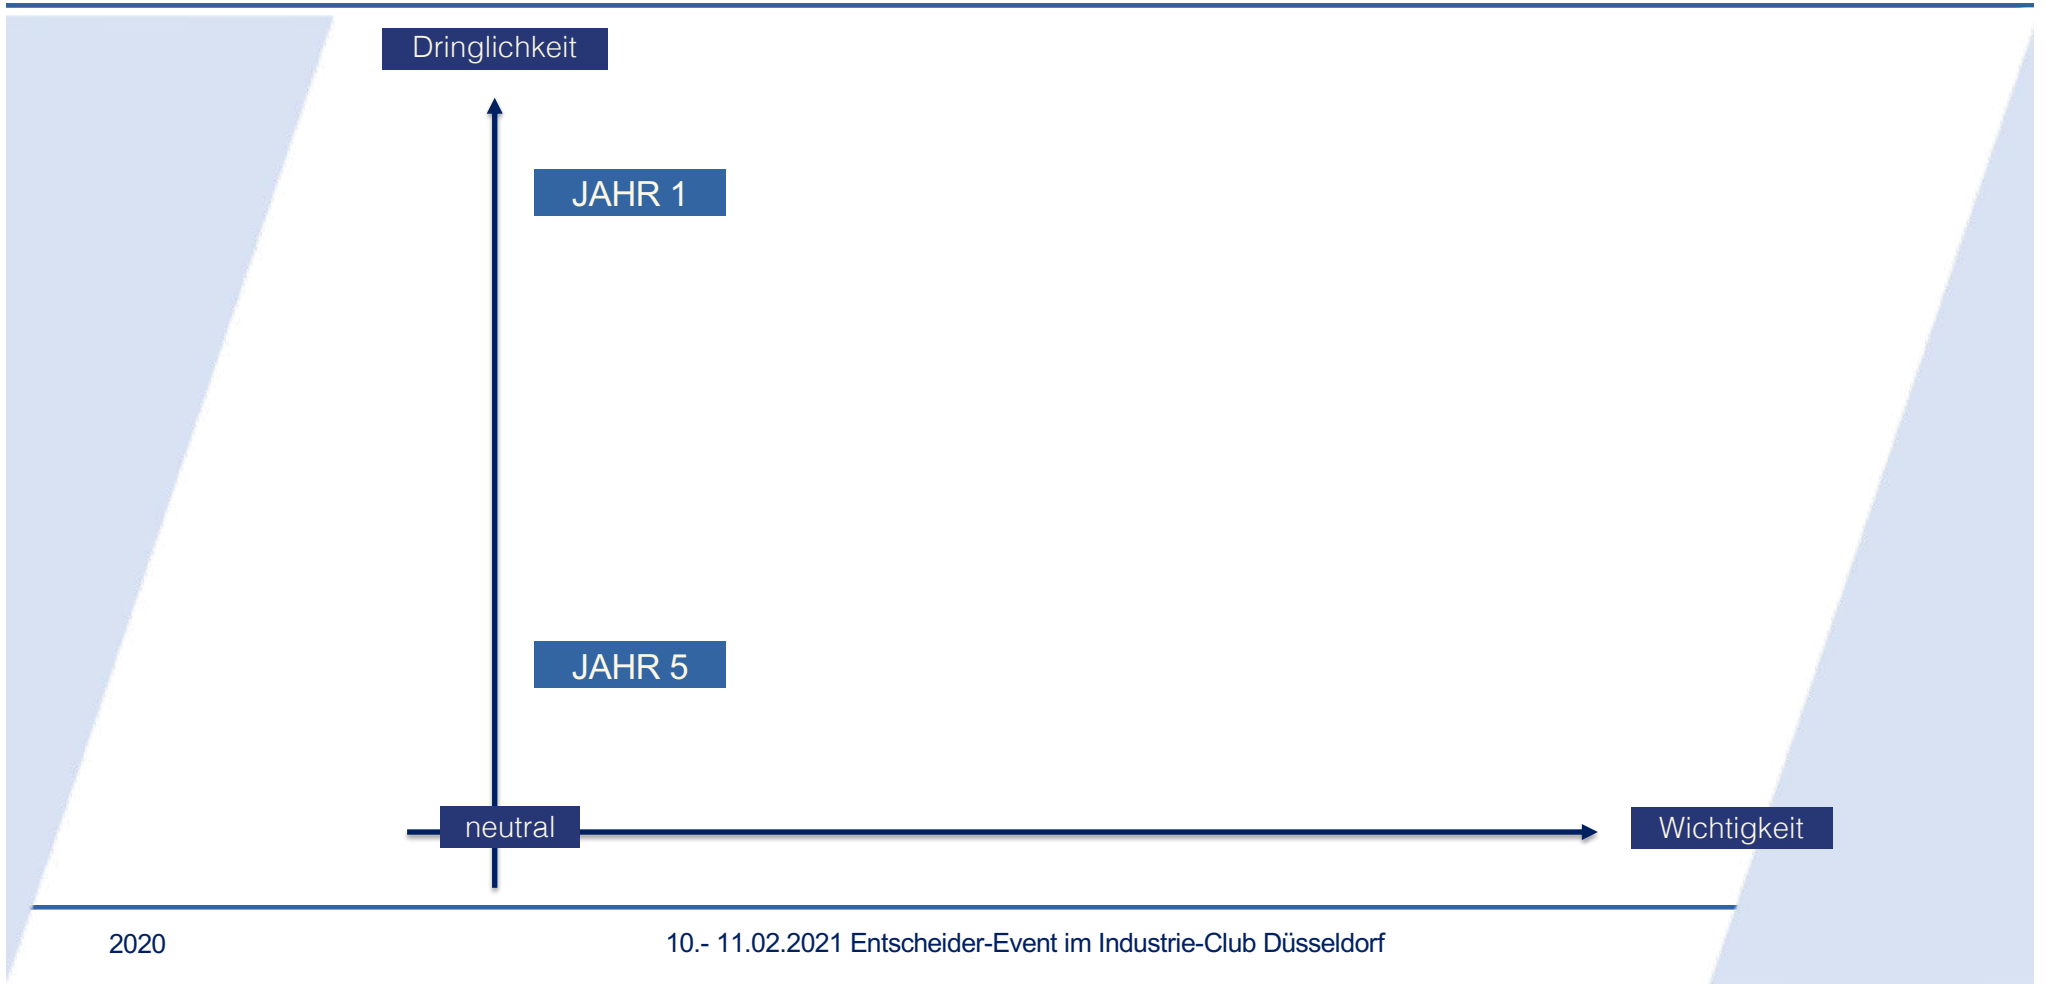 Dringlichkeit
JAHR 1
JAHR 5
neutral
Wichtigkeit
2020
10.- 11.02.2021 Entscheider-Event im Industrie-Club Düsseldorf